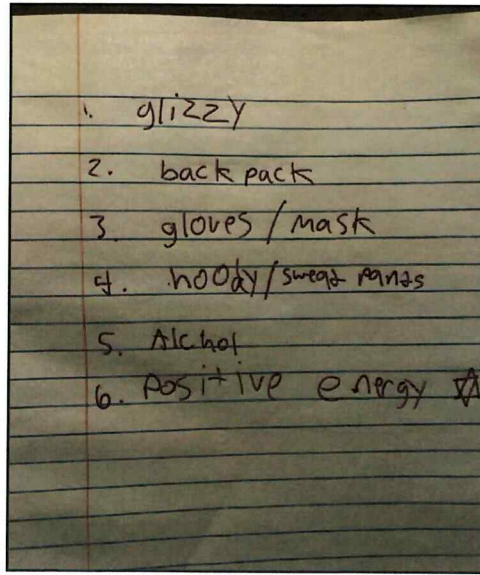 1. glizzy
2. back pack
3. gloves / mask
4. hoody / sweat pants
5. Alchol
6. positive energy ☆